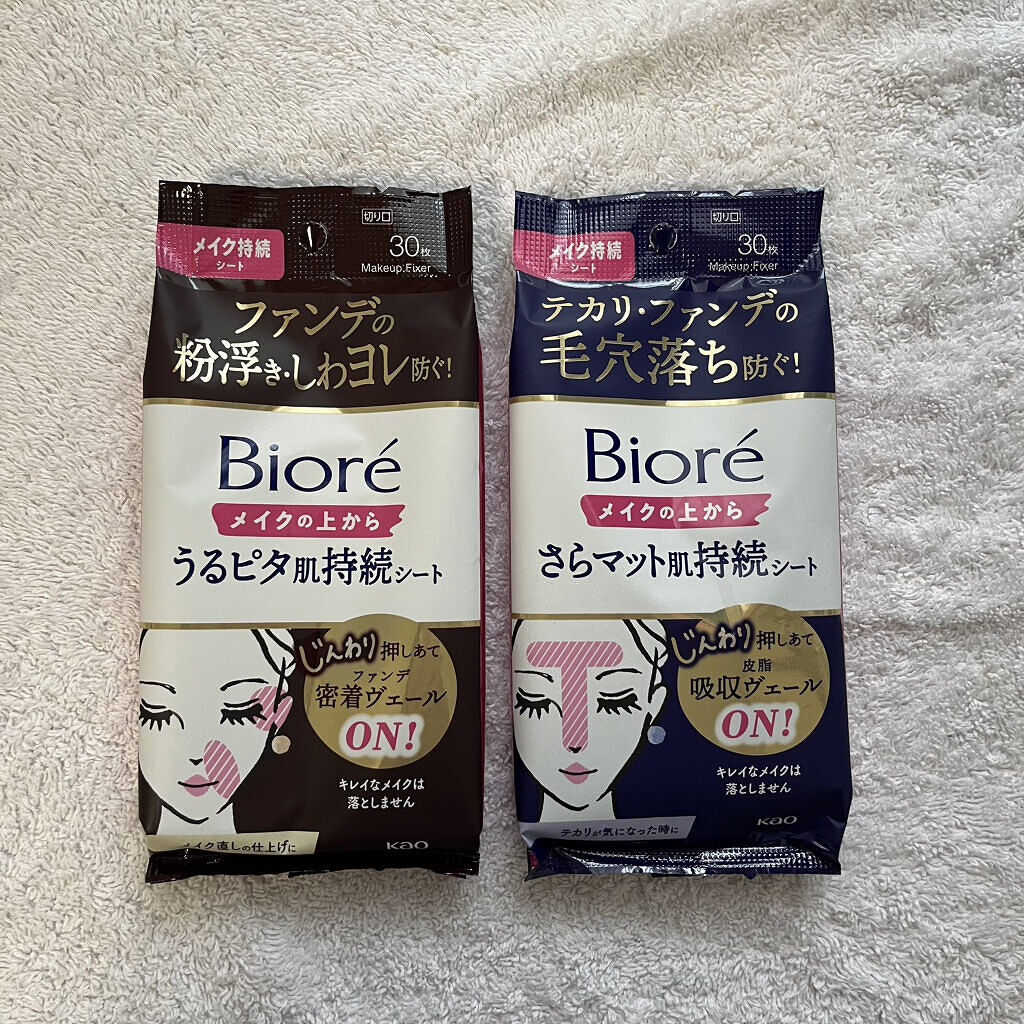 切り口
メイク持続
シート
30枚
Makeup Fixer
ファンデの
粉浮き・しわヨレ防ぐ!
Bioré
メイクの上から
うるピタ肌持続シート
じんわり押しあて
ファンデ
密着ヴェール
ON!
キレイなメイクは
落としません
メイク直しの仕上げに
Kao
切り口
メイク持続
シート
30枚
Makeup Fixer
テカリ・ファンデの
毛穴落ち防ぐ!
Bioré
メイクの上から
さらマット肌持続シート
じんわり押しあて
皮脂
吸収ヴェール
ON!
キレイなメイクは
落としません
テカリが気になった時に
Kao